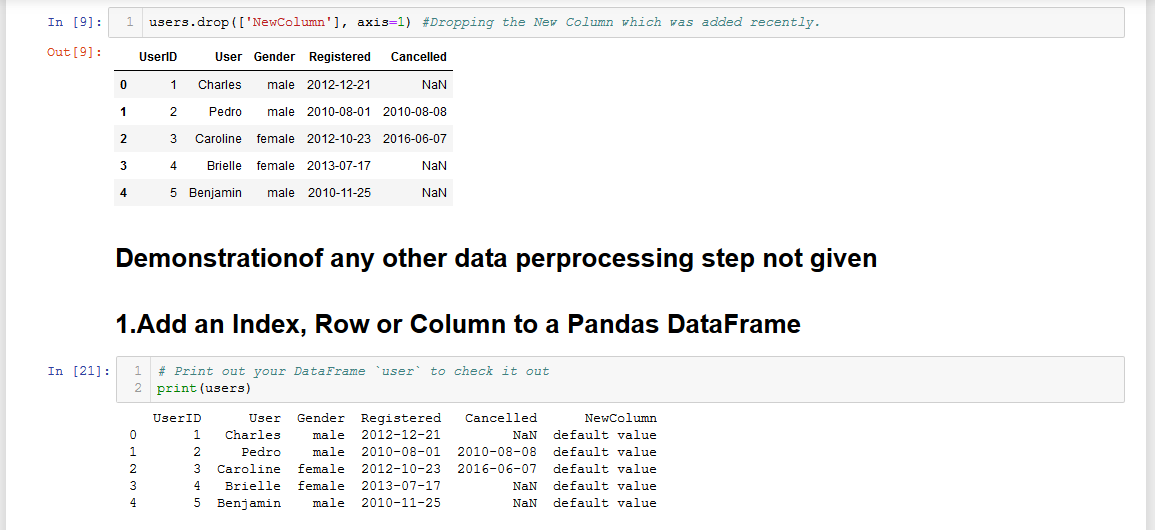 In [9]: 1 users.drop(['NewColumn'], axis=1) #Dropping the New Column which was added recently.
Out[9]:
UserID User Gender Registered Cancelled
0 1 Charles male 2012-12-21 NaN
1 2 Pedro male 2010-08-01 2010-08-08
2 3 Caroline female 2012-10-23 2016-06-07
3 4 Brielle female 2013-07-17 NaN
4 5 Benjamin male 2010-11-25 NaN
Demonstrationof any other data perprocessing step not given
1.Add an Index, Row or Column to a Pandas DataFrame
In [21]: 1 # Print out your DataFrame `user` to check it out
2 print(users)
UserID User Gender Registered Cancelled NewColumn
0 1 Charles male 2012-12-21 NaN default value
1 2 Pedro male 2010-08-01 2010-08-08 default value
2 3 Caroline female 2012-10-23 2016-06-07 default value
3 4 Brielle female 2013-07-17 NaN default value
4 5 Benjamin male 2010-11-25 NaN default value